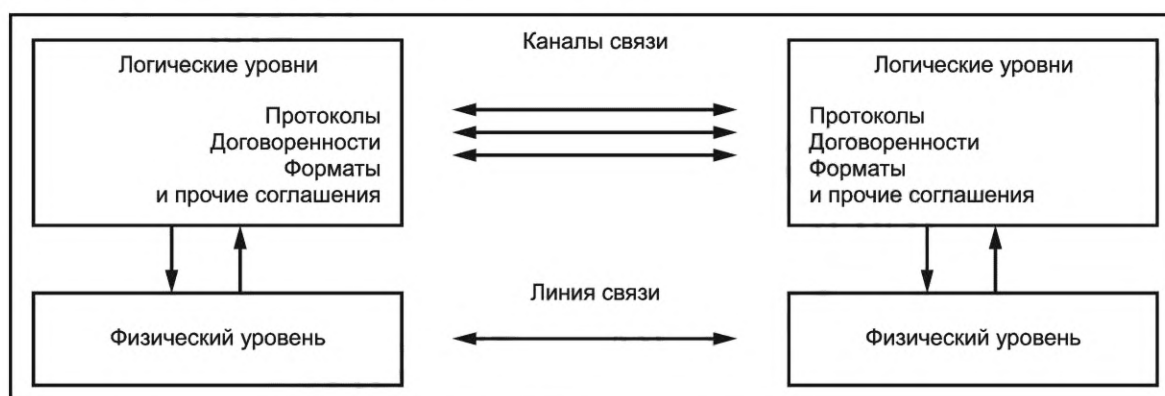 Каналы связи
Логические уровни
Протоколы
Договоренности
Форматы
и прочие соглашения
Логические уровни
Протоколы
Договоренности
Форматы
и прочие соглашения
Линия связи
Физический уровень
Физический уровень